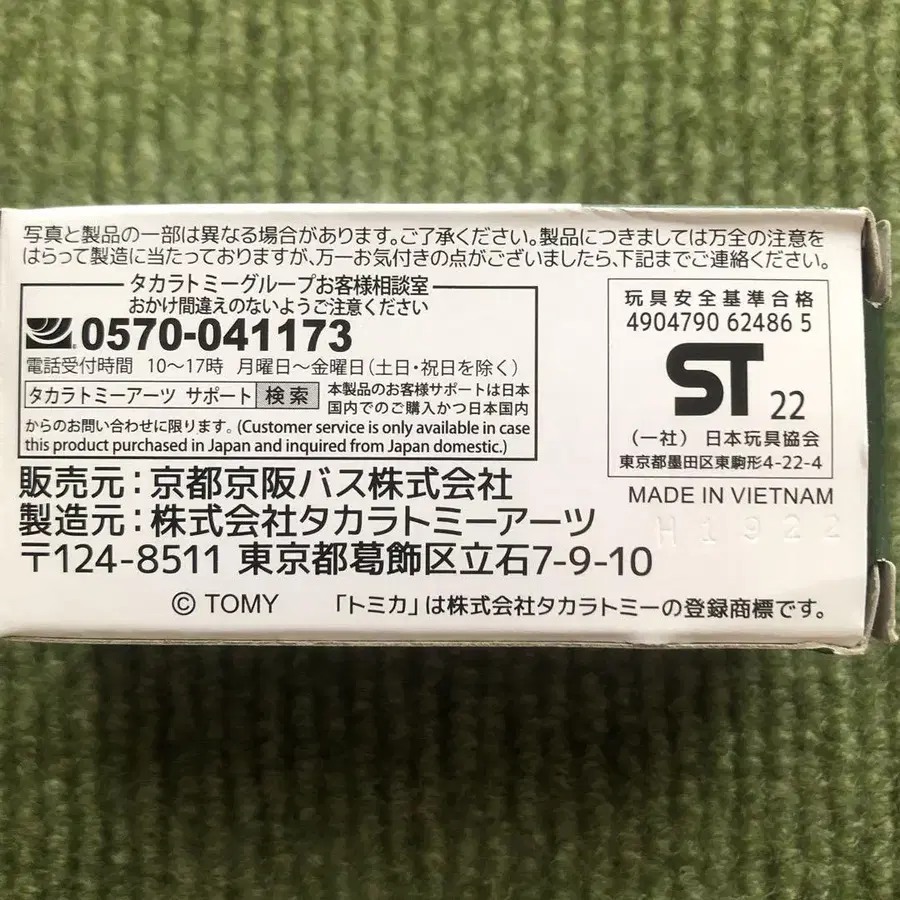 写真と製品の一部は異なる場合があります。ご了承ください。製品につきましては万全の注意を
はらって製造に当たっておりますが、万一お気付きの点がございましたら、下記までご連絡ください。
タカラトミーグループお客様相談室
おかけ間違えのないようご注意ください
0570-041173
電話受付時間 10〜17時 月曜日〜金曜日(土日・祝日を除く)
タカラトミーアーツ サポート 検索 本製品のお客様サポートは日本
国内でのご購入かつ日本国内
からのお問い合わせに限ります。(Customer service is only available in case
this product purchased in Japan and inquired from Japan domestic.)
玩具安全基準合格
4904790 62486 5
ST 22
(一社) 日本玩具協会
東京都墨田区東駒形4-22-4
MADE IN VIETNAM
H1922
販売元:京都京阪バス株式会社
製造元:株式会社タカラトミーアーツ
〒124-8511 東京都葛飾区立石7-9-10
© TOMY 「トミカ」は株式会社タカラトミーの登録商標です。